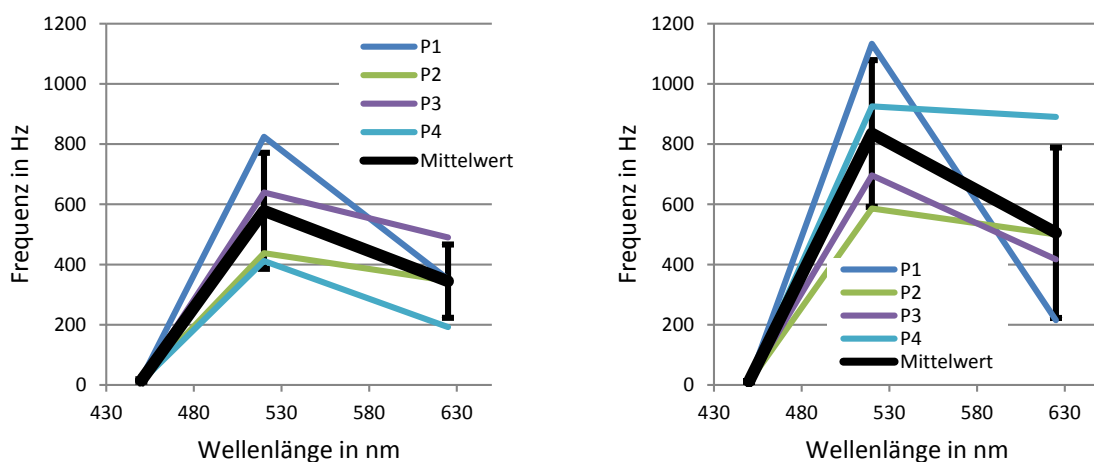 1200
1000
800
600
400
200
0
430 480 530 580 630
Frequenz in Hz
Wellenlänge in nm
P1
P2
P3
P4
Mittelwert
1200
1000
800
600
400
200
0
430 480 530 580 630
Frequenz in Hz
Wellenlänge in nm
P1
P2
P3
P4
Mittelwert